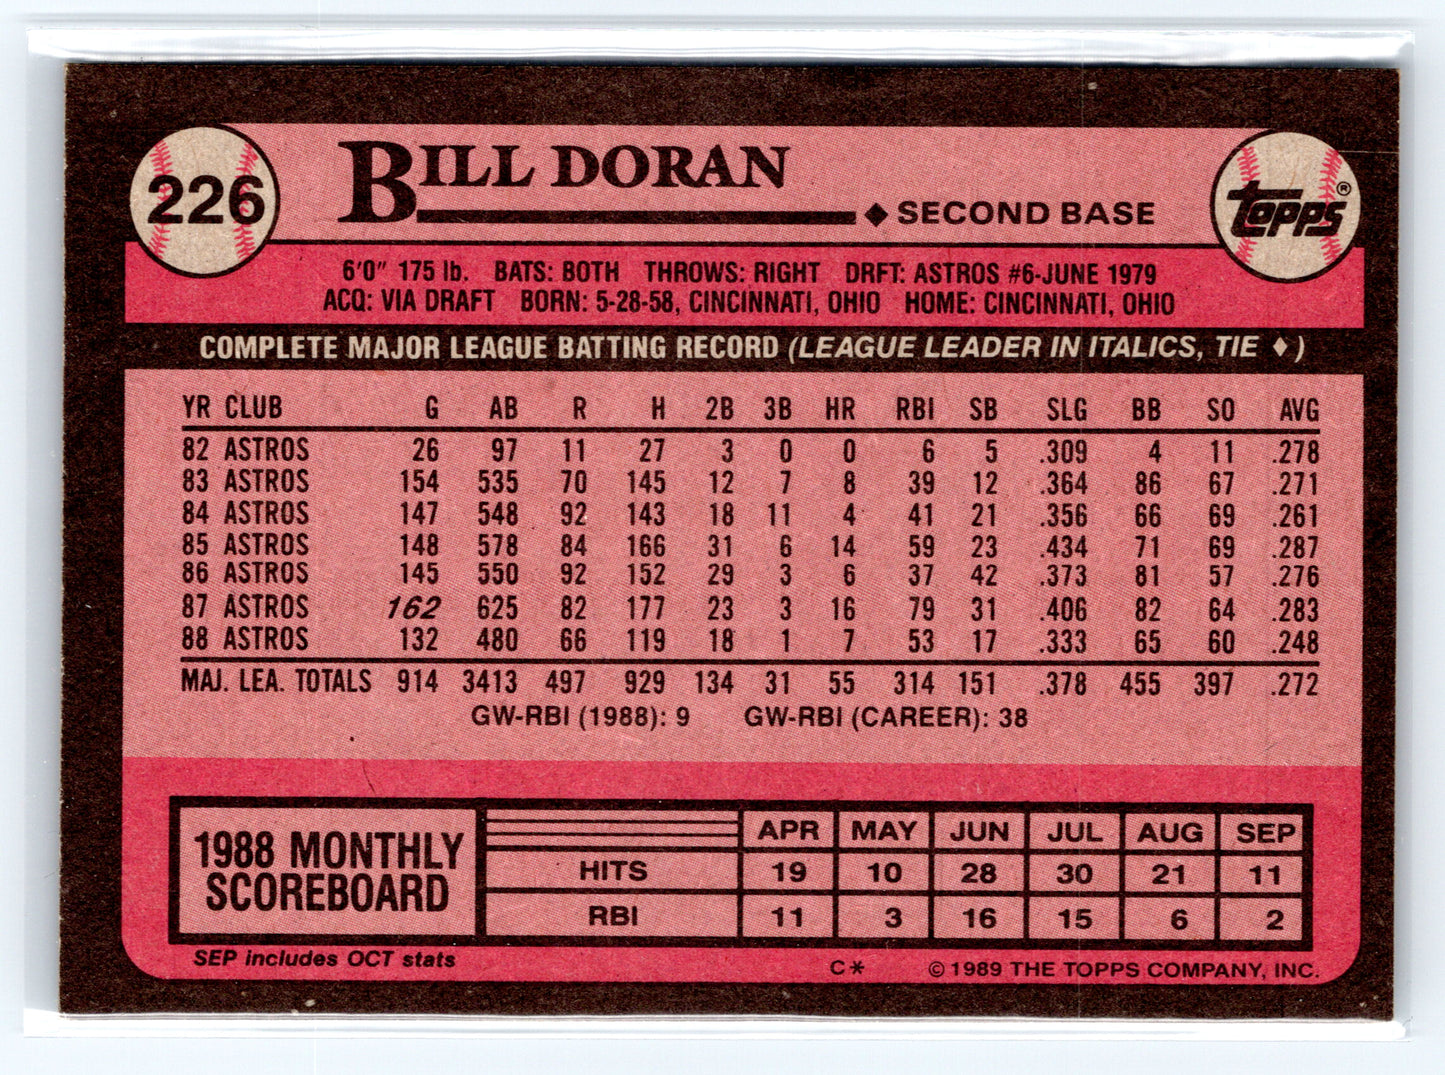 226
BILL DORAN
◆ SECOND BASE
topps®
6'0" 175 lb. BATS: BOTH THROWS: RIGHT DRFT: ASTROS #6-JUNE 1979
ACQ: VIA DRAFT BORN: 5-28-58, CINCINNATI, OHIO HOME: CINCINNATI, OHIO
COMPLETE MAJOR LEAGUE BATTING RECORD (LEAGUE LEADER IN ITALICS, TIE ♦)
YR CLUB G AB R H 2B 3B HR RBI SB SLG BB SO AVG
82 ASTROS 26 97 11 27 3 0 0 6 5 .309 4 11 .278
83 ASTROS 154 535 70 145 12 7 8 39 12 .364 86 67 .271
84 ASTROS 147 548 92 143 18 11 4 41 21 .356 66 69 .261
85 ASTROS 148 578 84 166 31 6 14 59 23 .434 71 69 .287
86 ASTROS 145 550 92 152 29 3 6 37 42 .373 81 57 .276
87 ASTROS 162 625 82 177 23 3 16 79 31 .406 82 64 .283
88 ASTROS 132 480 66 119 18 1 7 53 17 .333 65 60 .248
MAJ. LEA. TOTALS 914 3413 497 929 134 31 55 314 151 .378 455 397 .272
GW-RBI (1988): 9 GW-RBI (CAREER): 38
1988 MONTHLY
SCOREBOARD
APR MAY JUN JUL AUG SEP
HITS 19 10 28 30 21 11
RBI 11 3 16 15 6 2
SEP includes OCT stats
C* © 1989 THE TOPPS COMPANY, INC.